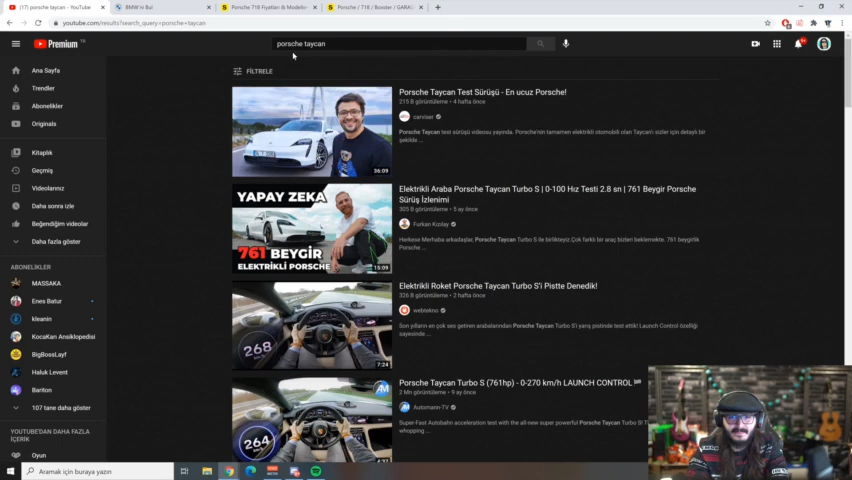 (17) porsche taycan - YouTube
BMW'ni Bul
Porsche 718 Fiyatları & Modelleri
Porsche / 718 / Boxster / GARAJ
youtube.com/results?search_query=porsche+taycan
Premium TR
porsche taycan
9+
Ana Sayfa
Trendler
Abonelikler
Originals
Kitaplık
Geçmiş
Videolarınız
Daha sonra izle
Beğendiğim videolar
Daha fazla göster
ABONELİKLER
MASSAKA
Enes Batur
kleanin
KocaKarı Ansiklopedisi
BigBossLayf
Haluk Levent
Banton
107 tane daha göster
YOUTUBE'DAN DAHA FAZLA
İÇERİK
Oyun
FİLTRELE
36:09
Porsche Taycan Test Sürüşü - En ucuz Porsche!
215 B görüntüleme • 4 hafta önce
carviser
Porsche Taycan test sürüşü videosu yayında. Porsche'nin tamamen elektrikli otomobili olan Taycan'ı sizler için detaylı bir
şekilde ...
YAPAY ZEKA
761 BEYGİR
ELEKTRİKLİ PORSCHE
15:09
Elektrikli Araba Porsche Taycan Turbo S | 0-100 Hız Testi 2.8 sn | 761 Beygir Porsche
Sürüş İzlenimi
305 B görüntüleme • 5 ay önce
Furkan Kızılay
Herkese Merhaba arkadaşlar, Porsche Taycan Turbo S ile birlikteyiz.Çok farklı bir araç bizleri beklemekte. 761 beygirlik
Porsche ...
268
7:24
Elektrikli Roket Porsche Taycan Turbo S'i Pistte Denedik!
326 B görüntüleme • 2 hafta önce
webtekno
Son yılların en çok ses getiren arabalarından Porsche Taycan Turbo S'i yarış pistinde test ettik! Launch Control özelliği
sayesinde ...
AM
264
4:37
Porsche Taycan Turbo S (761hp) - 0-270 km/h LAUNCH CONTROL
2 Mn görüntüleme • 9 ay önce
Automann-TV
Super-Fast Autobahn acceleration test with the all-new super powerful Porsche Taycan Turbo S!
whopping ...
Aramak için buraya yazın